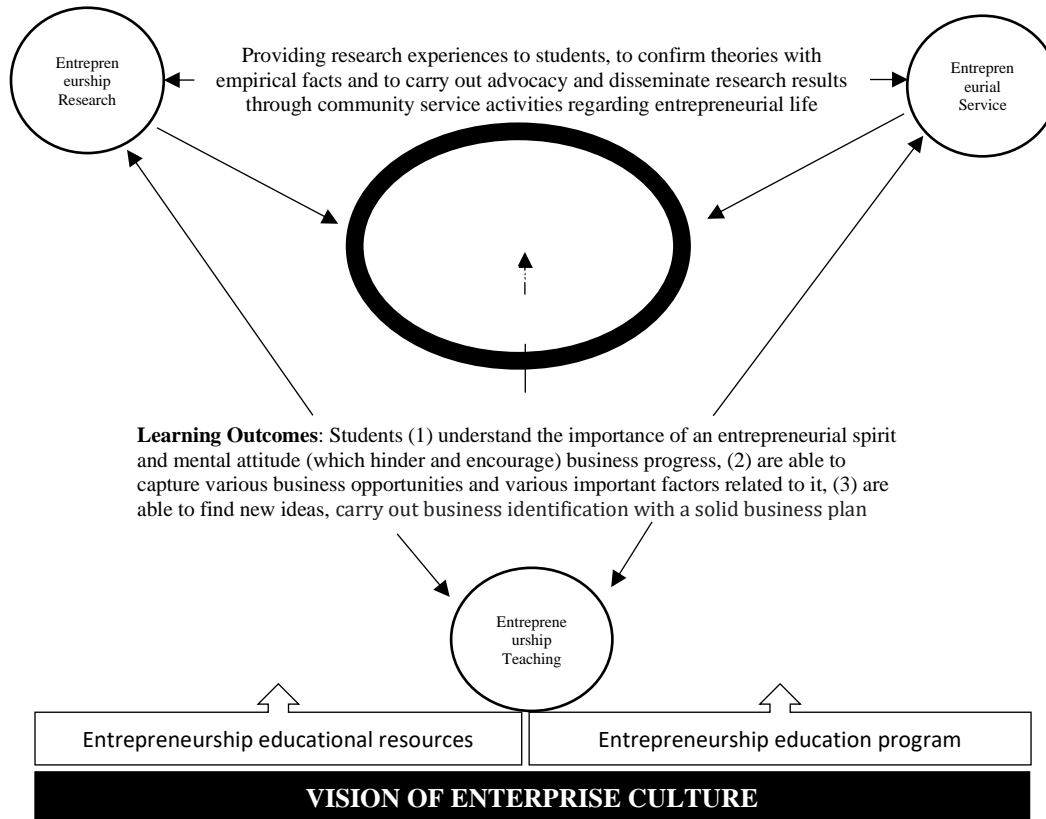 Entrepren
eurship
Research
Providing research experiences to students, to confirm theories with
empirical facts and to carry out advocacy and disseminate research results
through community service activities regarding entrepreneurial life
Entrepren
eurial
Service
Learning Outcomes: Students (1) understand the importance of an entrepreneurial spirit
and mental attitude (which hinder and encourage) business progress, (2) are able to
capture various business opportunities and various important factors related to it, (3) are
able to find new ideas, carry out business identification with a solid business plan
Entreprene
urship
Teaching
Entrepreneurship educational resources
Entrepreneurship education program
VISION OF ENTERPRISE CULTURE